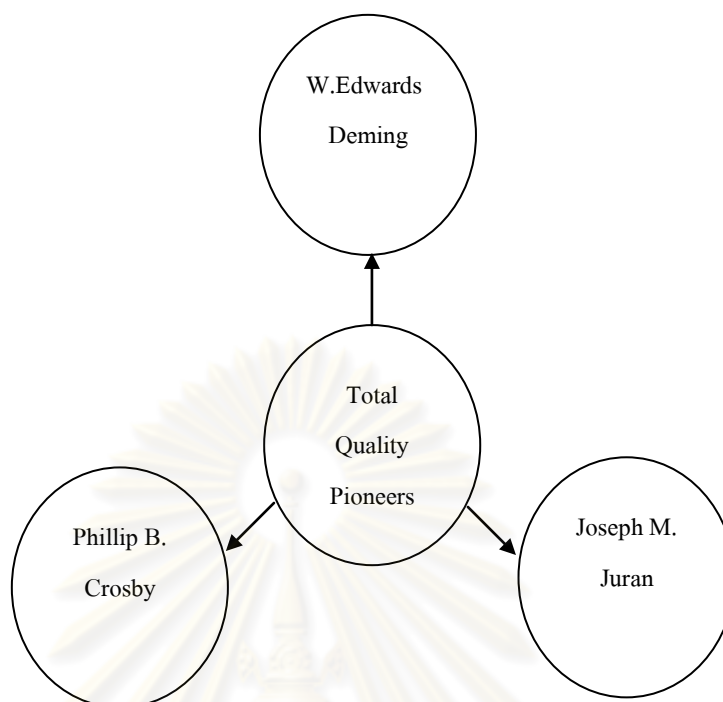 W.Edwards
Deming
Total
Quality
Pioneers
Phillip B.
Crosby
Joseph M.
Juran